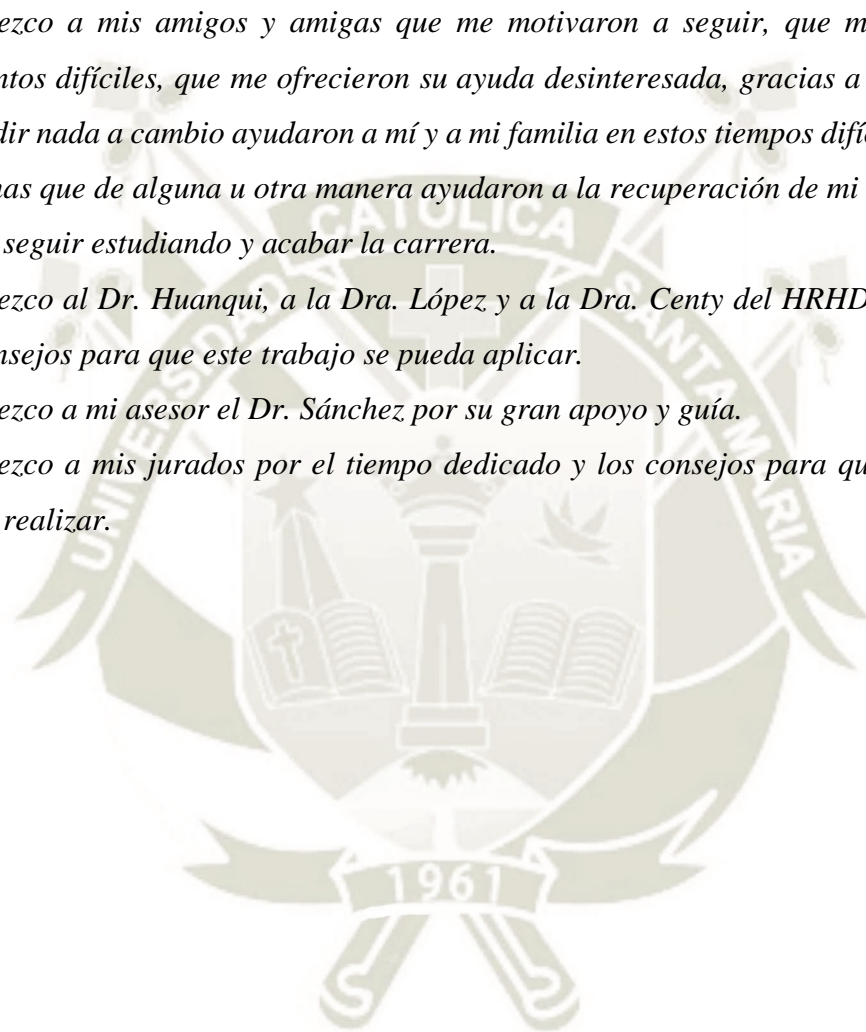 ezco a mis amigos y amigas que me motivaron a seguir, que m
ntos difíciles, que me ofrecieron su ayuda desinteresada, gracias a
dir nada a cambio ayudaron a mí y a mi familia en estos tiempos difíc
nas que de alguna u otra manera ayudaron a la recuperación de mi
seguir estudiando y acabar la carrera.
ezco al Dr. Huanqui, a la Dra. López y a la Dra. Centy del HRHD
nsejos para que este trabajo se pueda aplicar.
ezco a mi asesor el Dr. Sánchez por su gran apoyo y guía.
ezco a mis jurados por el tiempo dedicado y los consejos para qu
realizar.
UNIVERSIDAD CATÓLICA SANTA MARIA
1961